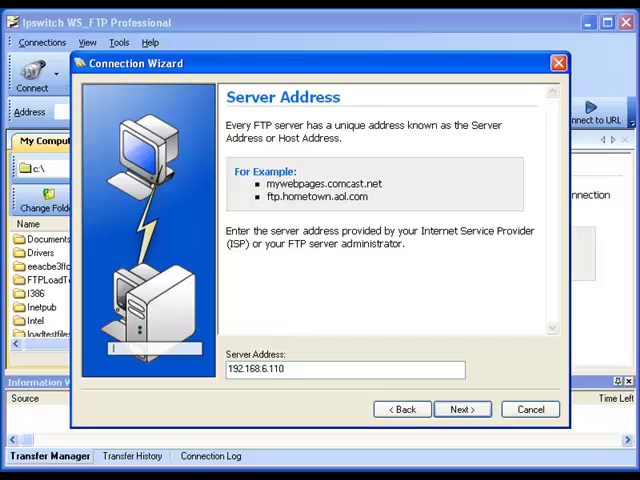 Ipswitch WS_FTP Professional
Connections View Tools Help
Connection Wizard
Connect
Address
nnect to URL
My Comput
c:\
Change Fold
Name
Documents
Drivers
eeacbe3ffc
FTPLoadTe
I386
Inetpub
Intel
loadtestfiles
Server Address
Every FTP server has a unique address known as the Server
Address or Host Address.
For Example:
mywebpages.comcast.net
ftp.hometown.aol.com
Enter the server address provided by your Internet Service Provider
(ISP) or your FTP server administrator.
onnection
Server Address:
192.168.6.110
< Back Next > Cancel
Information W
Source Time Left
Transfer Manager Transfer History Connection Log